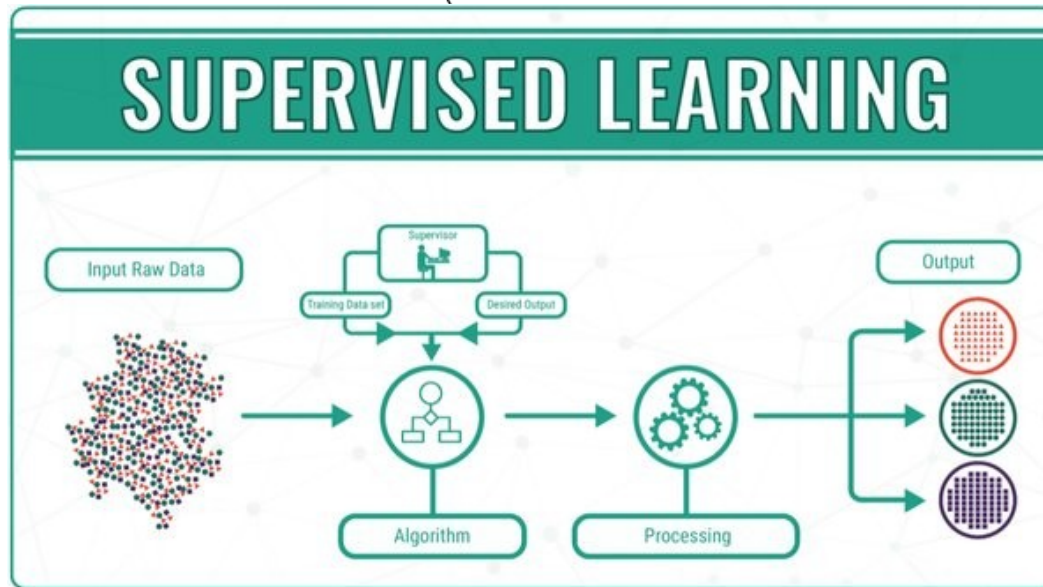 SUPERVISED LEARNING
Supervisor
Input Raw Data
Output
Training Data set
Desired Output
Algorithm
Processing